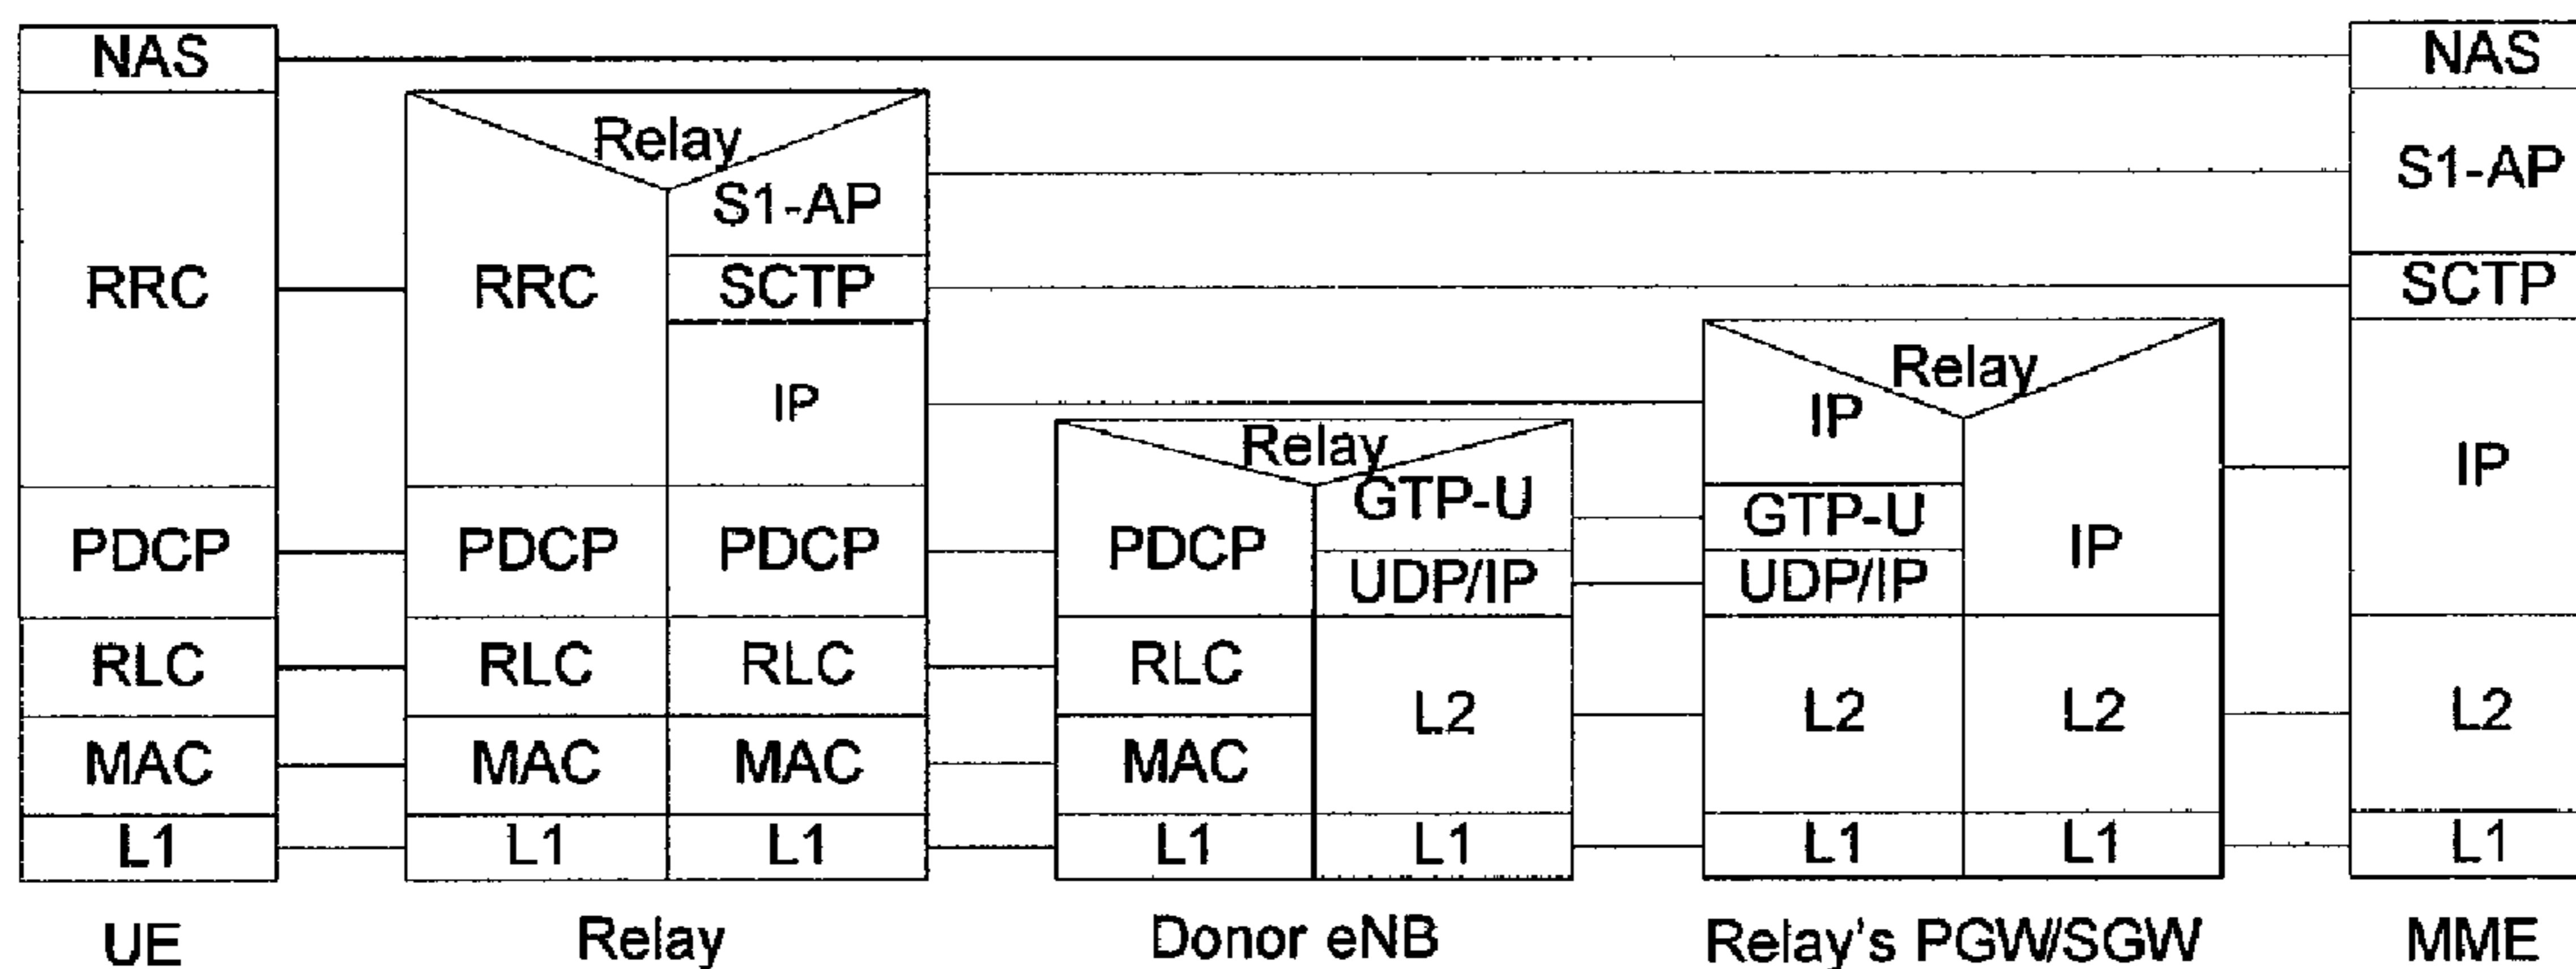 NAS
RRC
PDCP
RLC
MAC
L1
UE
Relay
RRC
PDCP
RLC
MAC
L1
S1-AP
SCTP
IP
PDCP
RLC
MAC
L1
Relay
Relay
PDCP
RLC
MAC
L1
GTP-U
UDP/IP
L2
L1
Donor eNB
Relay
IP
GTP-U
UDP/IP
L2
L1
IP
L2
L1
Relay's PGW/SGW
NAS
S1-AP
SCTP
IP
L2
L1
MME